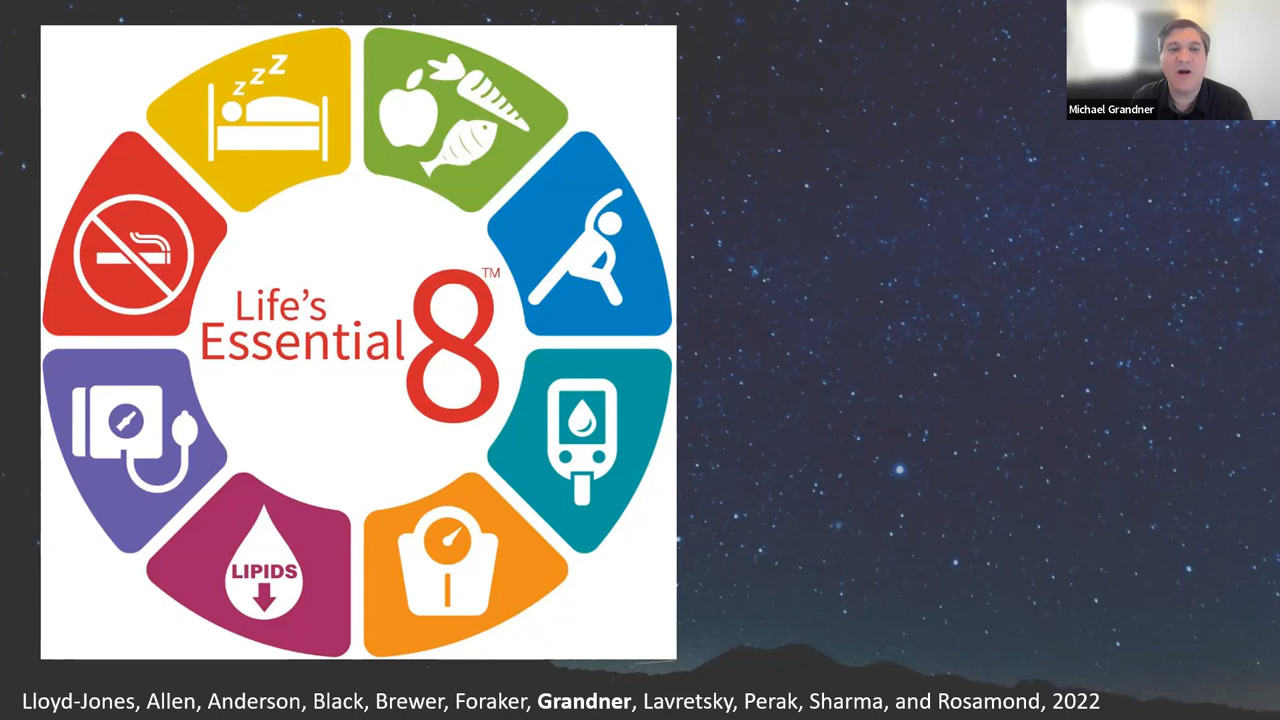 z z z
Life's
Essential 8™
LIPIDS
Michael Grandner
Lloyd-Jones, Allen, Anderson, Black, Brewer, Foraker, Grandner, Lavretsky, Perak, Sharma, and Rosamond, 2022